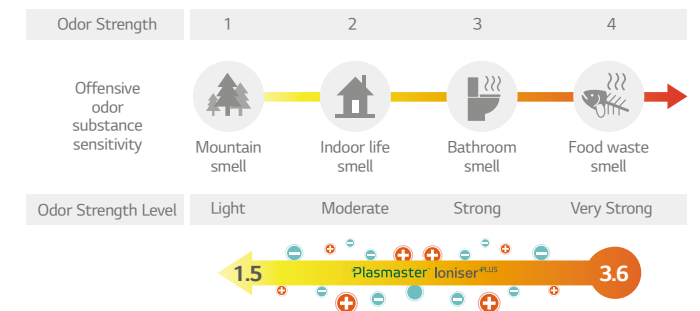 Odor Strength 1 2 3 4
Offensive
odor
substance
sensitivity
Mountain
smell
Indoor life
smell
Bathroom
smell
Food waste
smell
Odor Strength Level Light Moderate Strong Very Strong
1.5 Plasmaster Ioniser+PLUS 3.6